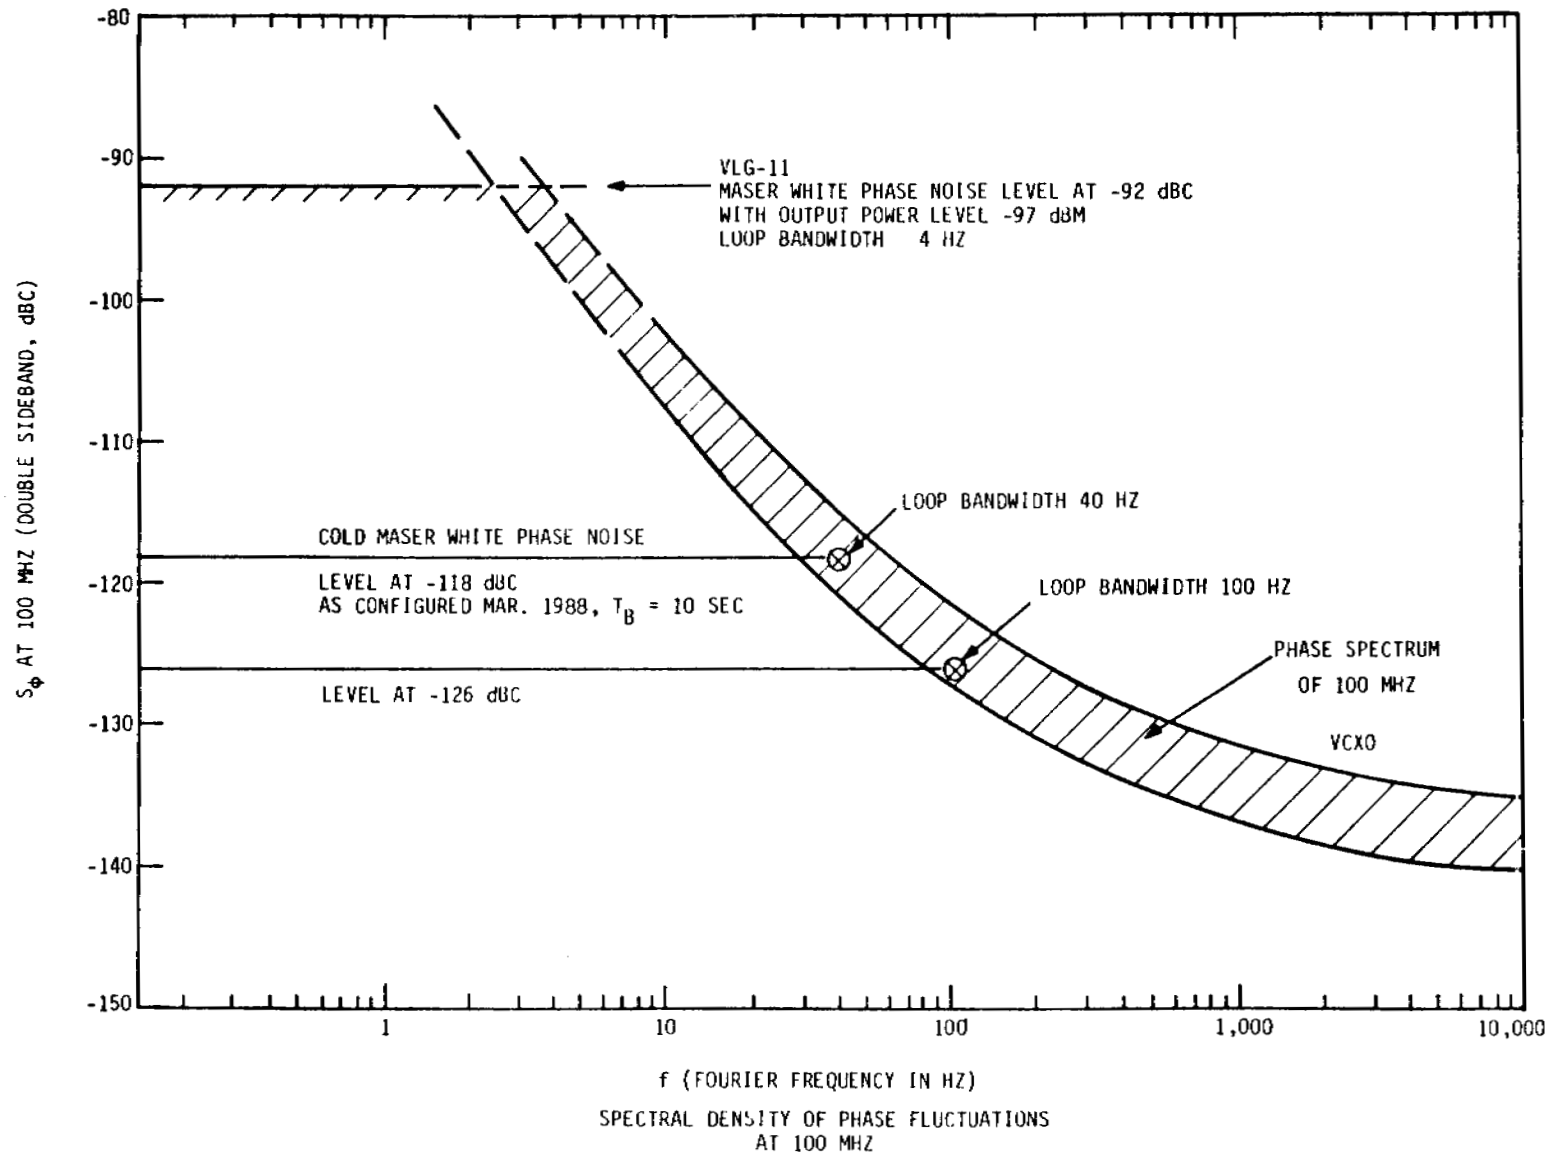 -80
-90
-100
-110
-120
-130
-140
-150
S_Φ AT 100 MHZ (DOUBLE SIDEBAND, dBC)
VLG-11
MASER WHITE PHASE NOISE LEVEL AT -92 dBC
WITH OUTPUT POWER LEVEL -97 dBM
LOOP BANDWIDTH 4 HZ
LOOP BANDWIDTH 40 HZ
COLD MASER WHITE PHASE NOISE
LEVEL AT -118 dBC
AS CONFIGURED MAR. 1988, T_B = 10 SEC
LOOP BANDWIDTH 100 HZ
LEVEL AT -126 dBC
PHASE SPECTRUM
OF 100 MHZ
VCXO
1 10 100 1,000 10,000
f (FOURIER FREQUENCY IN HZ)
SPECTRAL DENSITY OF PHASE FLUCTUATIONS
AT 100 MHZ